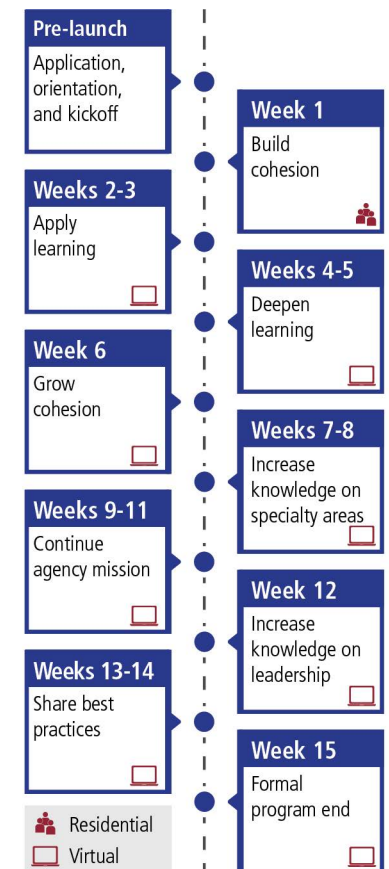 Pre-launch
Application,
orientation,
and kickoff
Week 1
Build
cohesion
Weeks 2-3
Apply
learning
Weeks 4-5
Deepen
learning
Week 6
Grow
cohesion
Weeks 7-8
Increase
knowledge on
specialty areas
Weeks 9-11
Continue
agency mission
Week 12
Increase
knowledge on
leadership
Weeks 13-14
Share best
practices
Week 15
Formal
program end
Residential
Virtual